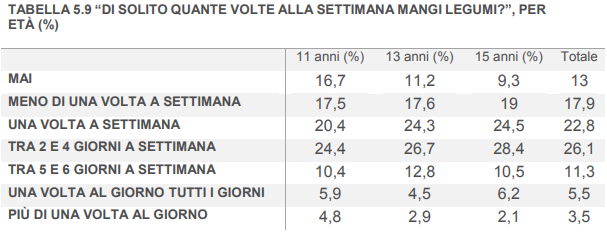 TABELLA 5.9 “DI SOLITO QUANTE VOLTE ALLA SETTIMANA MANGI LEGUMI?”, PER
ETÀ (%)
11 anni (%) 13 anni (%) 15 anni (%) Totale
MAI 16,7 11,2 9,3 13
MENO DI UNA VOLTA A SETTIMANA 17,5 17,6 19 17,9
UNA VOLTA A SETTIMANA 20,4 24,3 24,5 22,8
TRA 2 E 4 GIORNI A SETTIMANA 24,4 26,7 28,4 26,1
TRA 5 E 6 GIORNI A SETTIMANA 10,4 12,8 10,5 11,3
UNA VOLTA AL GIORNO TUTTI I GIORNI 5,9 4,5 6,2 5,5
PIÙ DI UNA VOLTA AL GIORNO 4,8 2,9 2,1 3,5